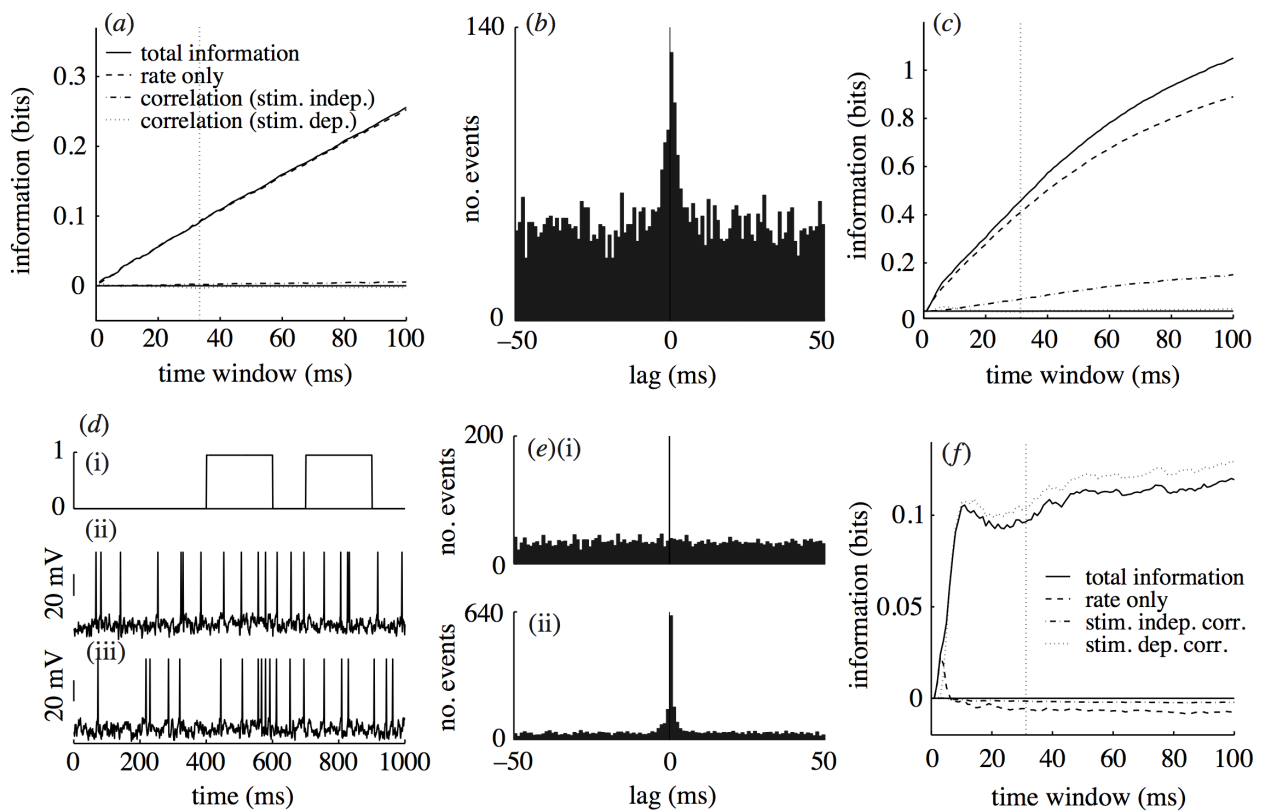 (a)
total information
rate only
correlation (stim. indep.)
correlation (stim. dep.)
0.3
0.2
0.1
0
information (bits)
0 20 40 60 80 100
time window (ms)
(b)
140
0
no. events
−50 0 50
lag (ms)
(c)
1
0.8
0.6
0.4
0.2
0
information (bits)
0 20 40 60 80 100
time window (ms)
(d)
1
(i)
0
(ii)
20 mV
(iii)
20 mV
0 200 400 600 800 1000
time (ms)
200
(e)(i)
no. events
0
640
(ii)
no. events
0
−50 0 50
lag (ms)
(f)
0.1
0.05
0
information (bits)
total information
rate only
stim. indep. corr.
stim. dep. corr.
0 20 40 60 80 100
time window (ms)